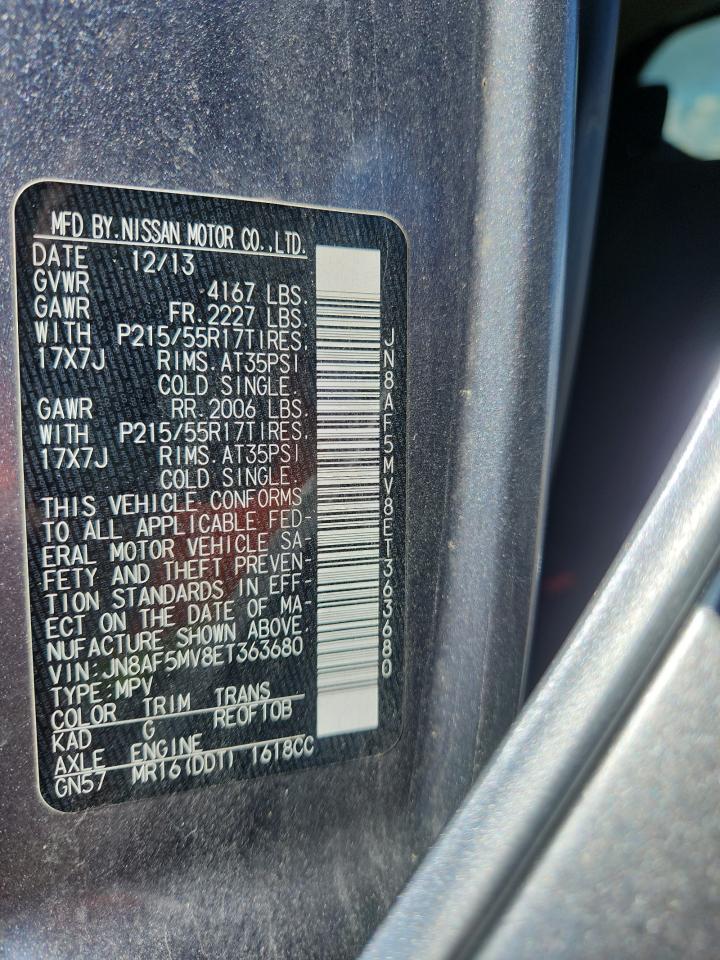 MFD BY.NISSAN MOTOR CO.,LTD.
DATE 12/13
GVWR 4167 LBS.
GAWR FR.2227 LBS.
WITH P215/55R17TIRES.
17X7J RIMS.AT35PSI
COLD SINGLE.
GAWR RR.2006 LBS.
WITH P215/55R17TIRES.
17X7J RIMS.AT35PSI
COLD SINGLE.
THIS VEHICLE CONFORMS
TO ALL APPLICABLE FED-
ERAL MOTOR VEHICLE SA-
FETY AND THEFT PREVEN-
TION STANDARDS IN EFF-
ECT ON THE DATE OF MA-
NUFACTURE SHOWN ABOVE
VIN:JN8AF5MV8ET363680
TYPE:MPV
COLOR TRIM TRANS
KAD G REOF10B
AXLE ENGINE
GN57 MR16(DDT) 1618CC
JN8AF5MV8ET363680